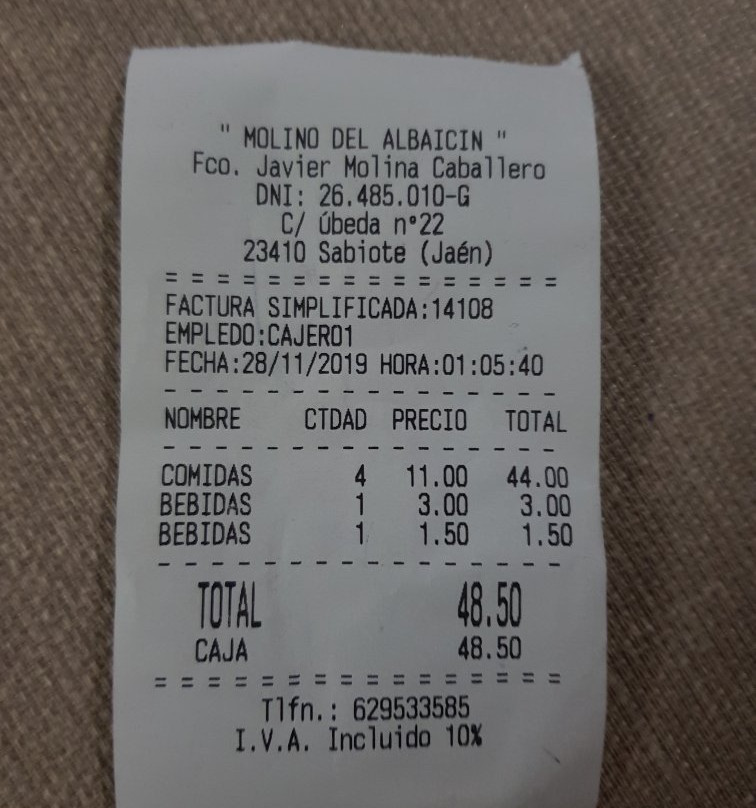 " MOLINO DEL ALBAICIN "
Fco. Javier Molina Caballero
DNI: 26.485.010-G
C/ úbeda nº22
23410 Sabiote (Jaén)
= = = = = = = = = = = = = = = =
FACTURA SIMPLIFICADA:14108
EMPLEDO:CAJERO1
FECHA:28/11/2019 HORA:01:05:40
- - - - - - - - - - - - - - - -
NOMBRE CTDAD PRECIO TOTAL
- - - - - - - - - - - - - - - -
COMIDAS 4 11.00 44.00
BEBIDAS 1 3.00 3.00
BEBIDAS 1 1.50 1.50
- - - - - - - - - - - - - - - -
TOTAL 48.50
CAJA 48.50
= = = = = = = = = = = = = = = =
Tlfn.: 629533585
I.V.A. Incluido 10%